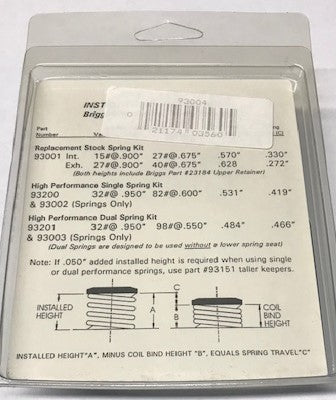 INST
Briggs
93004
0 21174 03560
Part
Number Va
(C)
Replacement Stock Spring Kit
93001 Int. 15#@.900" 27#@.675" .570" .330"
Exh. 27#@.900" 40#@.675" .628 .272"
(Both heights include Briggs Part #23184 Upper Retainer)
High Performance Single Spring Kit
93200 32#@ .950" 82#@.600" .531" .419"
& 93002 (Springs Only)
High Performance Dual Spring Kit
93201 32#@ .950" 98#@.550" .484" .466"
& 93003 (Springs Only)
(Dual Springs are designed to be used without a lower spring seat)
Note: If .050" added installed height is required when using single
or dual performance springs, use part #93151 taller keepers.
INSTALLED
HEIGHT
A
C
B
COIL
BIND
HEIGHT
INSTALLED HEIGHT"A", MINUS COIL BIND HEIGHT "B", EQUALS SPRING TRAVEL"C"